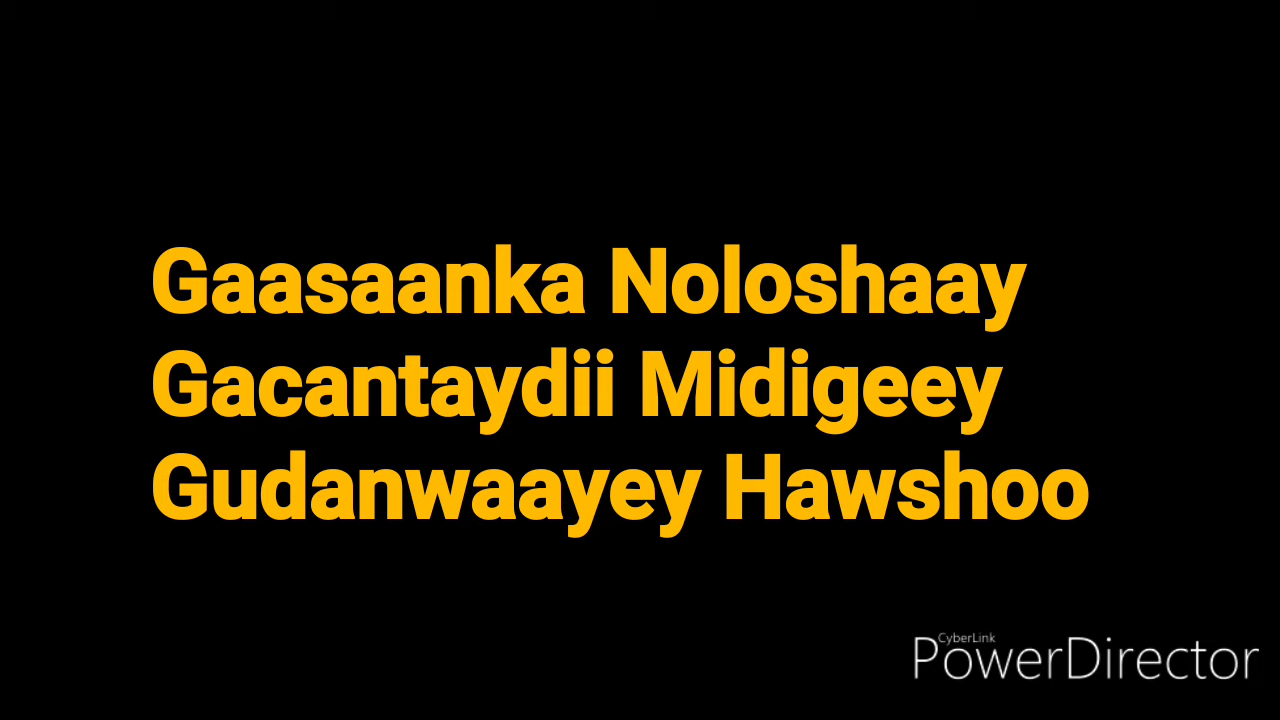 Gaasaanka Noloshaay
Gacantaydii Midigeey
Gudanwaayey Hawshoo
CyberLink
PowerDirector